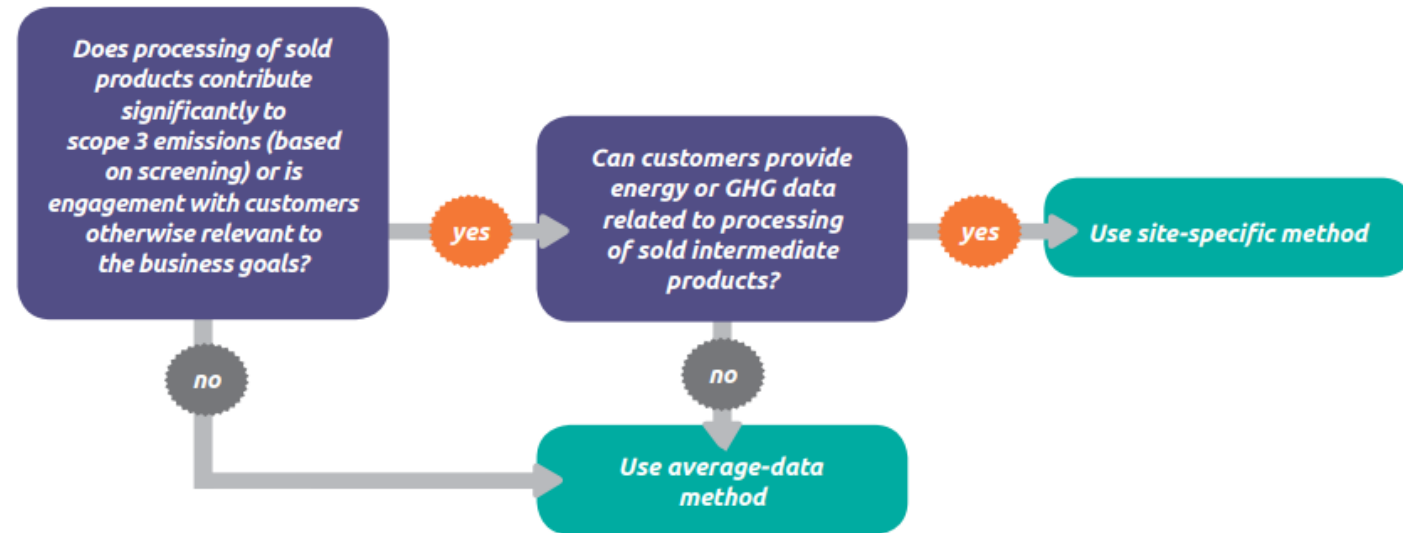 Does processing of sold
products contribute
significantly to
scope 3 emissions (based
on screening) or is
engagement with customers
otherwise relevant to
the business goals?
yes
Can customers provide
energy or GHG data
related to processing
of sold intermediate
products?
yes
Use site-specific method
no
no
Use average-data
method